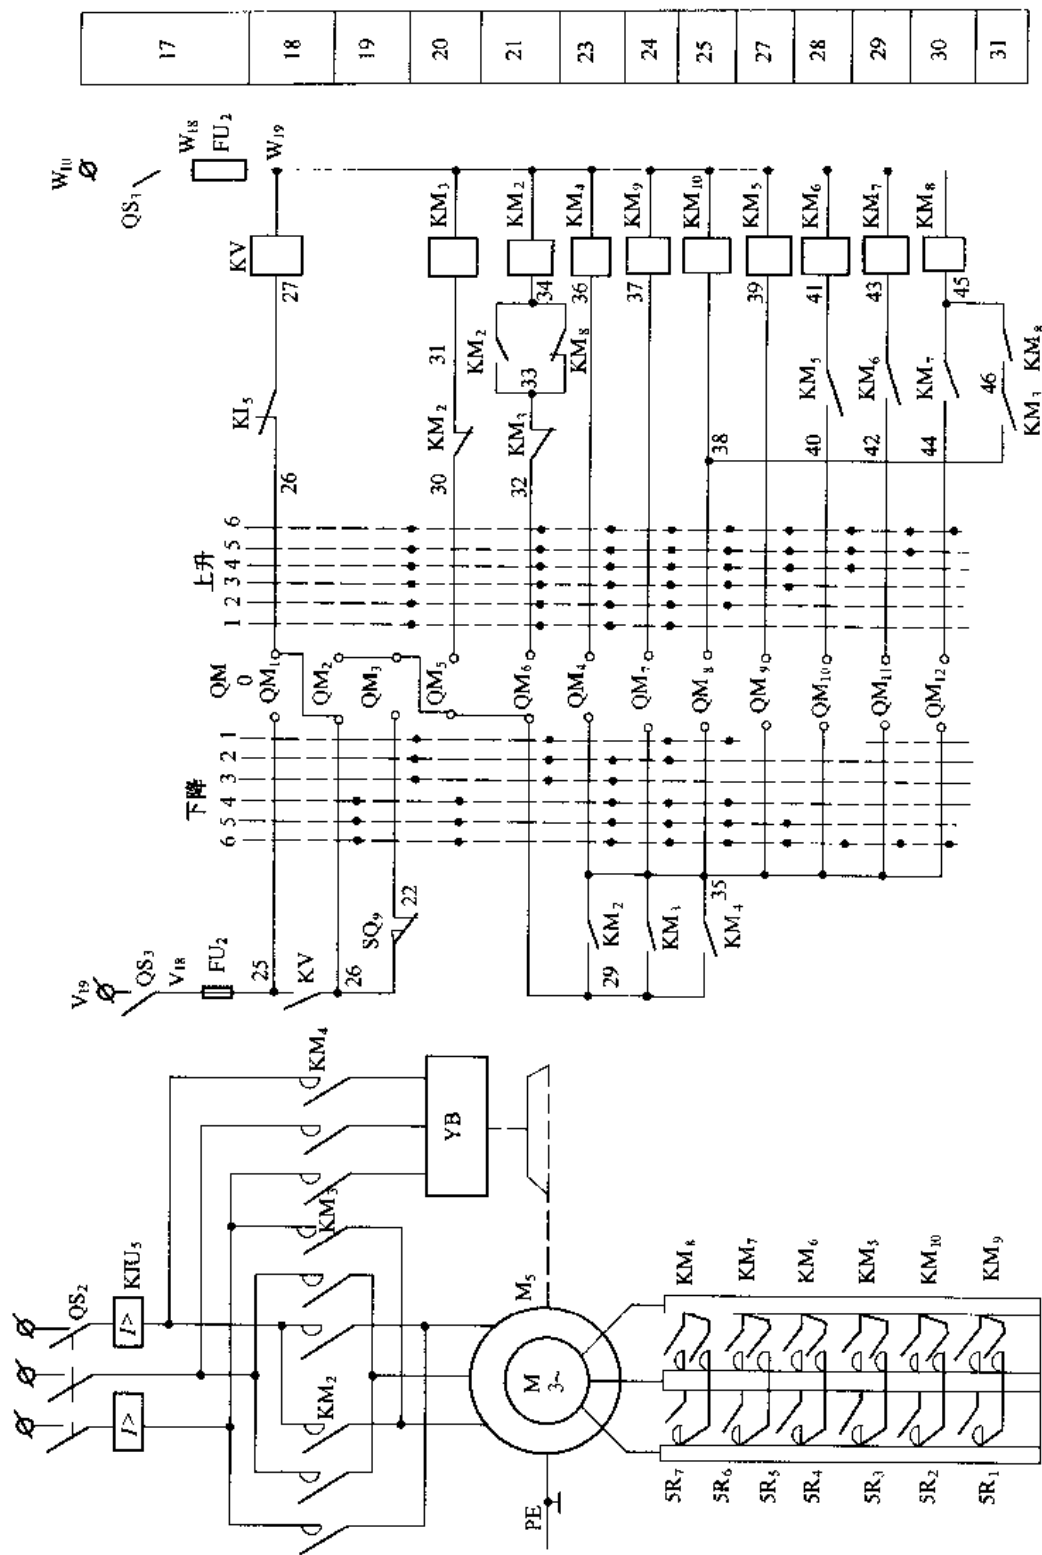 17
18
19
20
21
23
24
25
27
28
29
30
31
W18
FU2
W19
KV
KM3
KM2
KM4
KM9
KM10
KM5
KM6
KM7
KM8
27
34
36
37
39
41
43
45
KM2
KM8
31
33
KI5
KM2
KM3
38
KM5
KM6
KM7
46
KM8
26
30
32
40
42
44
上升
1 2 3 4 5 6
QM
0
QM1
QM2
QM3
QM5
QM6
QM4
QM7
QM8
QM9
QM10
QM11
QM12
下降
6 5 4 3 2 1
SQ9
22
KM2
KM3
KM4
35
29
V19
QS3
V18
FU2
25
KV
26
QS2
KIU5
I>
I>
KM4
KM3
KM2
YB
M5
M
3~
PE
KM8
KM7
KM6
KM10
KM9
5R7
5R6
5R5
5R4
5R3
5R2
5R1